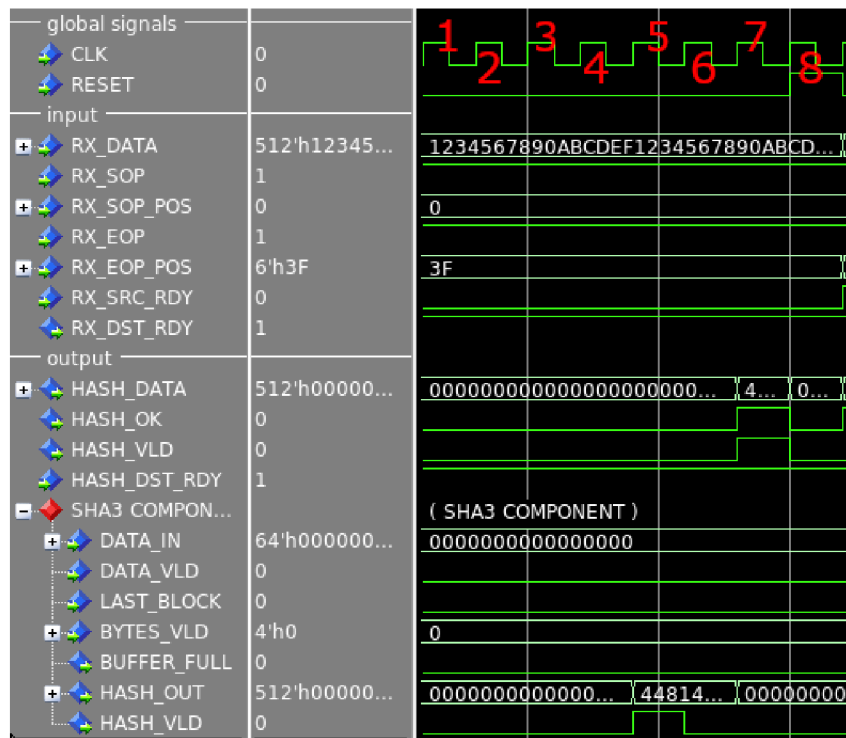 global signals
1 3 5 7
CLK 0
2 4 6 8
RESET 0
input
RX_DATA 512'h12345... 1234567890ABCDEF1234567890ABCD...
RX_SOP 1
RX_SOP_POS 0 0
RX_EOP 1
RX_EOP_POS 6'h3F 3F
RX_SRC_RDY 0
RX_DST_RDY 1
output
HASH_DATA 512'h00000... 000000000000000000000000... 4... 0...
HASH_OK 0
HASH_VLD 0
HASH_DST_RDY 1
SHA3 COMPON... ( SHA3 COMPONENT )
DATA_IN 64'h000000... 0000000000000000
DATA_VLD 0
LAST_BLOCK 0
BYTES_VLD 4'h0 0
BUFFER_FULL 0
HASH_OUT 512'h00000... 0000000000000... 44814... 00000000
HASH_VLD 0